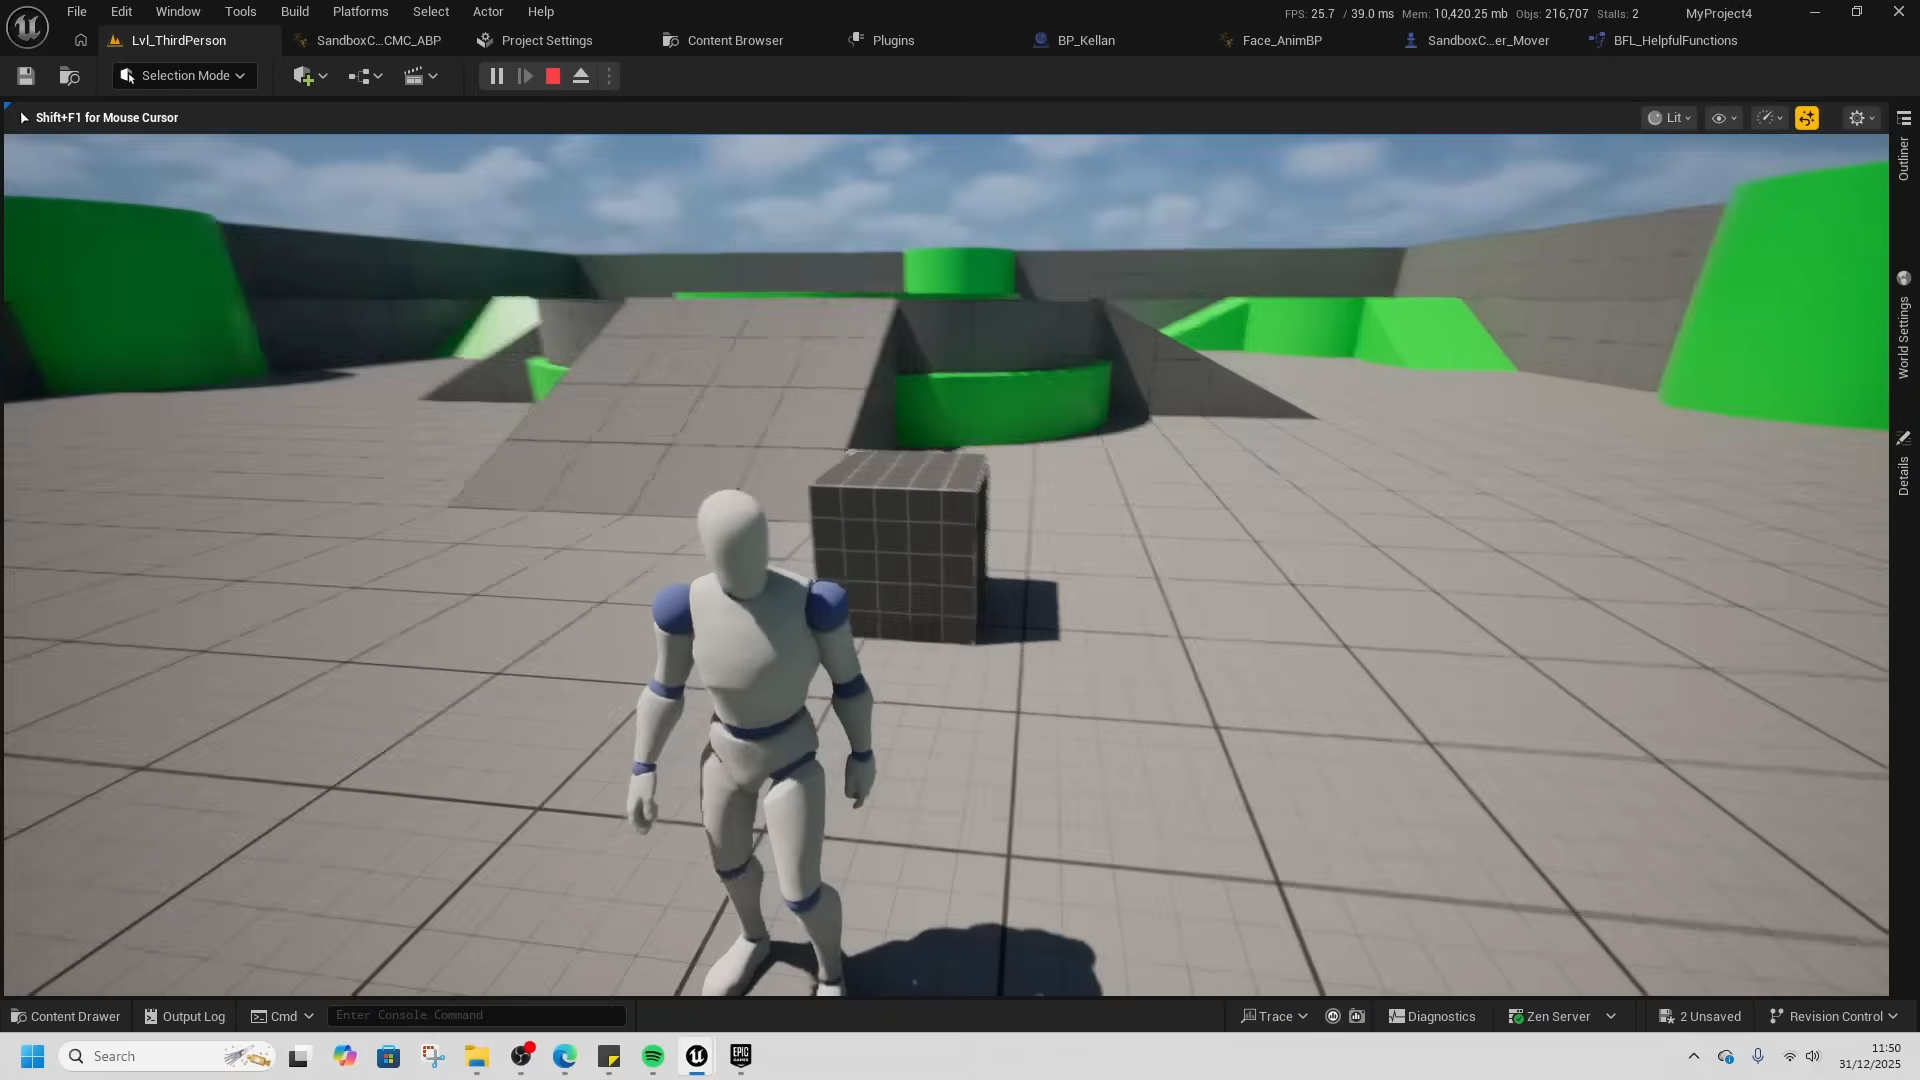 File Edit Window Tools Build Platforms Select Actor Help
FPS: 25.7 / 39.0 ms Mem: 10,420.25 mb Objs: 216,707 Stalls: 2 MyProject4
Lvl_ThirdPerson SandboxC...CMC_ABP Project Settings Content Browser Plugins BP_Kellan Face_AnimBP SandboxC...er_Mover BFL_HelpfulFunctions
Selection Mode
Shift+F1 for Mouse Cursor
Lit
Outliner
World Settings
Details
Content Drawer Output Log Cmd Enter Console Command Trace Diagnostics Zen Server 2 Unsaved Revision Control
Search
EPIC GAMES
11:50
31/12/2025